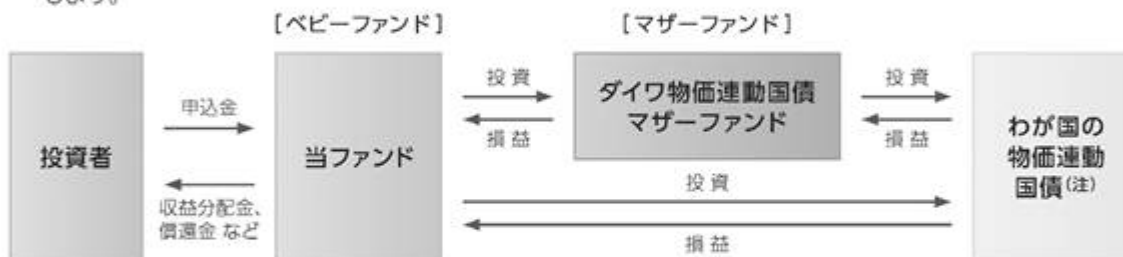 します。
[ベビーファンド]
[マザーファンド]
投資者
申込金
収益分配金、
償還金 など
当ファンド
投 資
損 益
ダイワ物価連動国債
マザーファンド
投 資
損 益
投 資
損 益
わが国の
物価連動
国債(注)